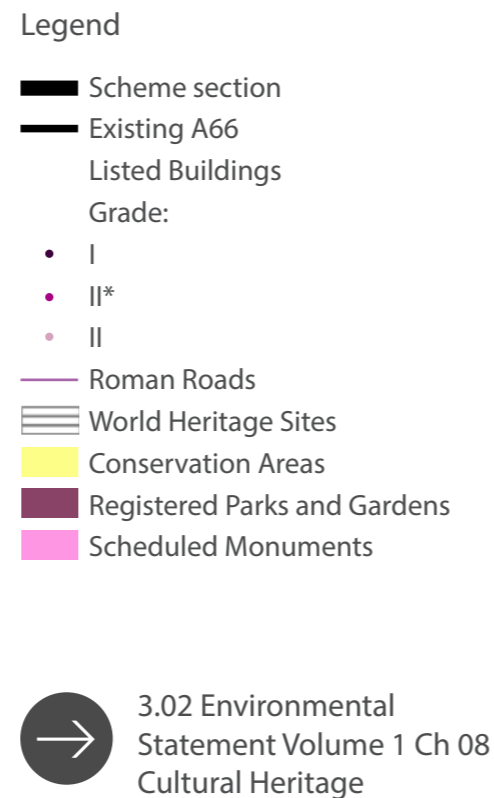 Legend
Scheme section
Existing A66
Listed Buildings
Grade:
I
II*
II
Roman Roads
World Heritage Sites
Conservation Areas
Registered Parks and Gardens
Scheduled Monuments
3.02 Environmental
Statement Volume 1 Ch 08
Cultural Heritage